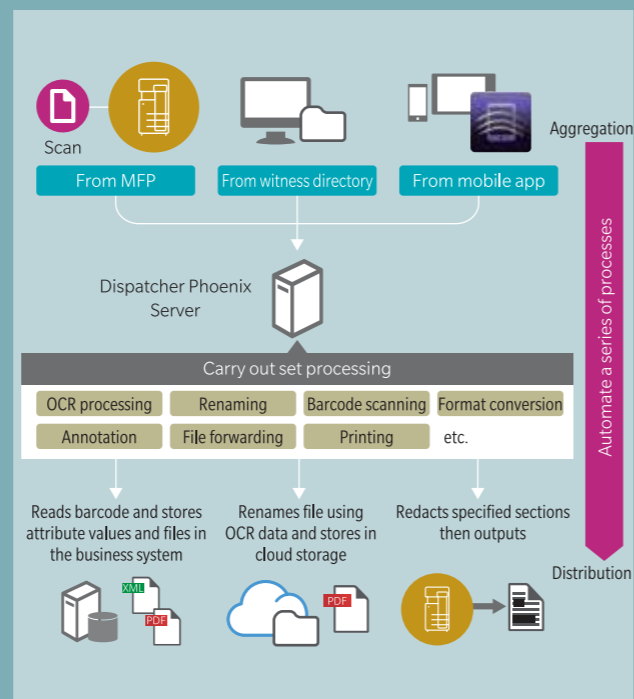 Scan
Aggregation
From MFP
From witness directory
From mobile app
Dispatcher Phoenix
Server
Automate a series of processes
Carry out set processing
OCR processing
Renaming
Barcode scanning
Format conversion
Annotation
File forwarding
Printing
etc.
Reads barcode and stores
attribute values and files in
the business system
Renames file using
OCR data and stores in
cloud storage
Redacts specified sections
then outputs
Distribution
XML
PDF
PDF